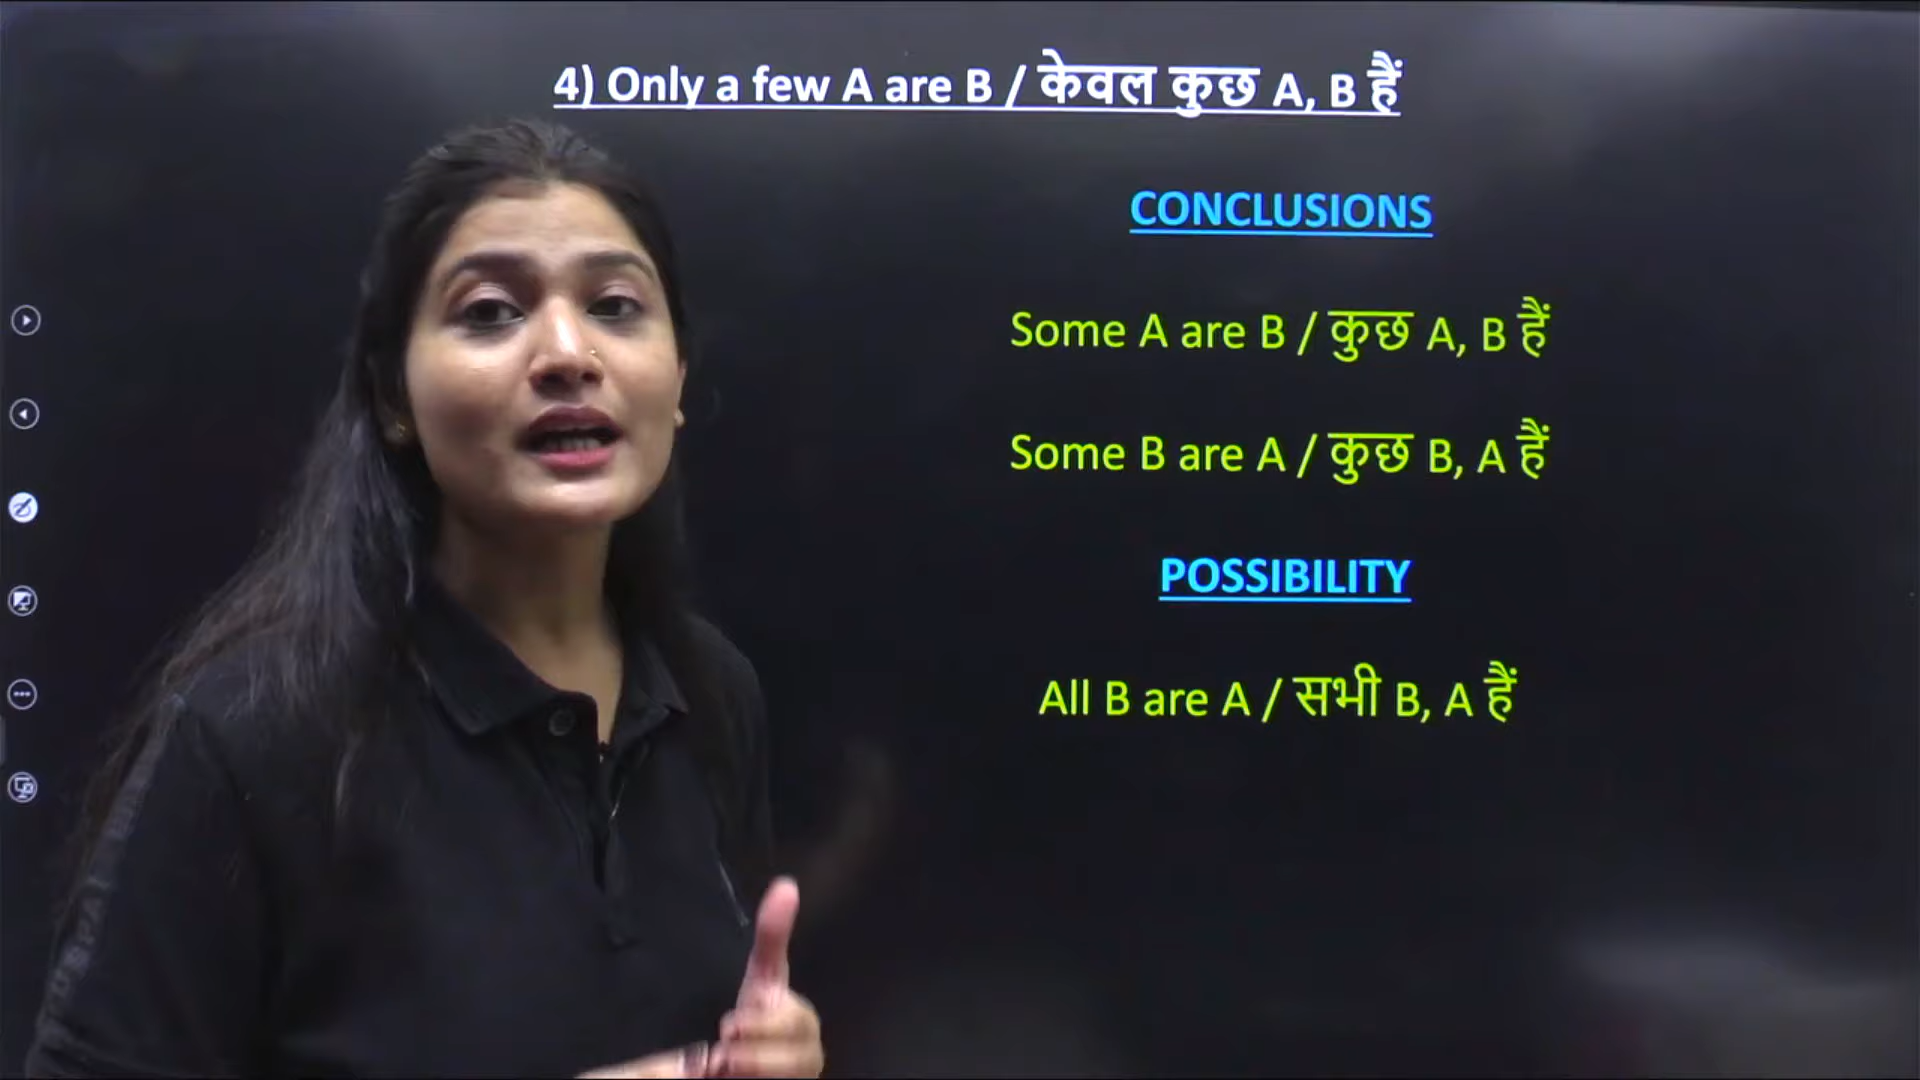 4) Only a few A are B / केवल कुछ A, B हैं
CONCLUSIONS
Some A are B / कुछ A, B हैं
Some B are A / कुछ B, A हैं
POSSIBILITY
All B are A / सभी B, A हैं